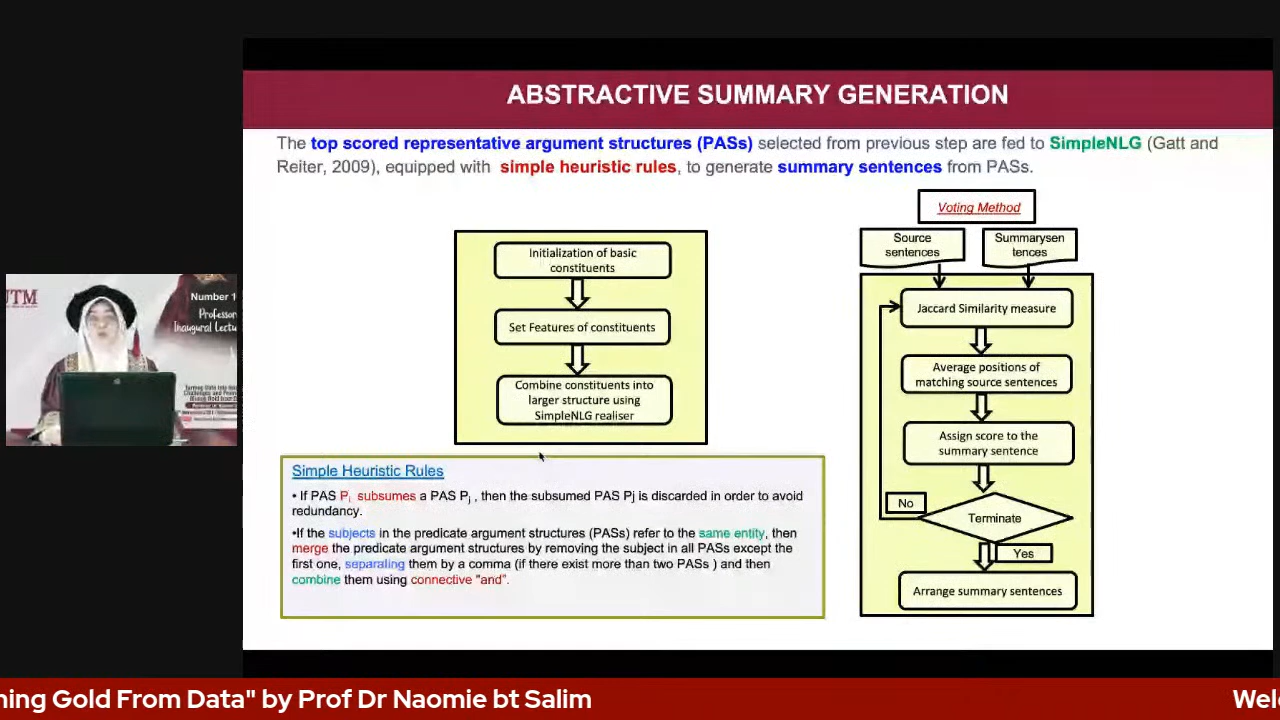 ABSTRACTIVE SUMMARY GENERATION
The top scored representative argument structures (PASs) selected from previous step are fed to SimpleNLG (Gatt and
Reiter, 2009), equipped with simple heuristic rules, to generate summary sentences from PASs.
Initialization of basic
constituents
Set Features of constituents
Combine constituents into
larger structure using
SimpleNLG realiser
Simple Heuristic Rules
• If PAS Pi subsumes a PAS Pj , then the subsumed PAS Pj is discarded in order to avoid
redundancy.
•If the subjects in the predicate argument structures (PASs) refer to the same entity, then
merge the predicate argument structures by removing the subject in all PASs except the
first one, separating them by a comma (if there exist more than two PASs ) and then
combine them using connective "and".
Voting Method
Source
sentences
Summarysen
tences
Jaccard Similarity measure
Average positions of
matching source sentences
Assign score to the
summary sentence
No
Terminate
Yes
Arrange summary sentences
UTM
Number 1
Professor
Inaugural Lectu
ning Gold From Data" by Prof Dr Naomie bt Salim
Welc